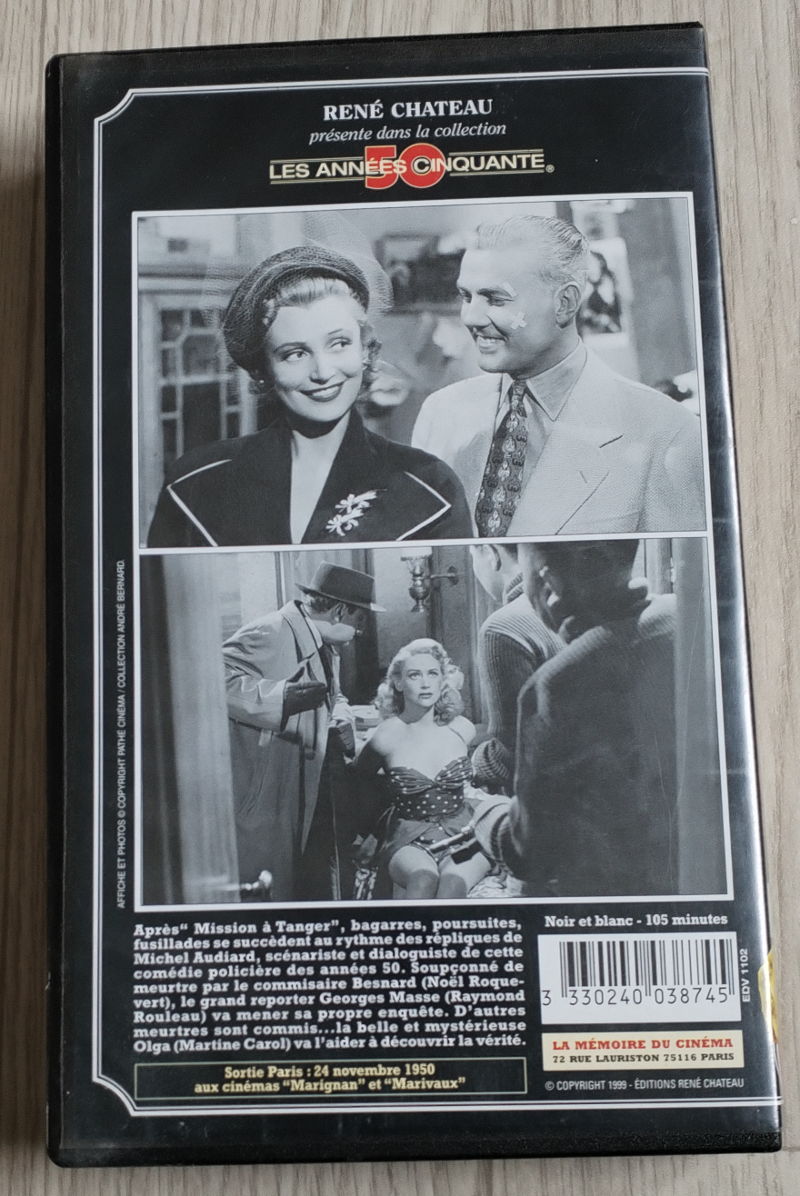 RENÉ CHATEAU
présente dans la collection
50
LES ANNÉES CINQUANTE®
AFFICHE ET PHOTOS © COPYRIGHT PATHE CINÉMA / COLLECTION ANDRÉ BERNARD.
Après“ Mission à Tanger”, bagarres, poursuites,
fusillades se succèdent au rythme des répliques de
Michel Audiard, scénariste et dialoguiste de cette
comédie policière des années 50. Soupçonné de
meurtre par le commisaire Besnard (Noël Roque-
vert), le grand reporter Georges Masse (Raymond
Rouleau) va mener sa propre enquête. D’autres
meurtres sont commis...la belle et mystérieuse
Olga (Martine Carol) va l’aider à découvrir la vérité.
Sortie Paris : 24 novembre 1950
aux cinémas “Marignan” et “Marivaux”
Noir et blanc - 105 minutes
3 330240 038745
EDV 1102
LA MÉMOIRE DU CINÉMA
72 RUE LAURISTON 75116 PARIS
© COPYRIGHT 1999 - ÉDITIONS RENÉ CHATEAU